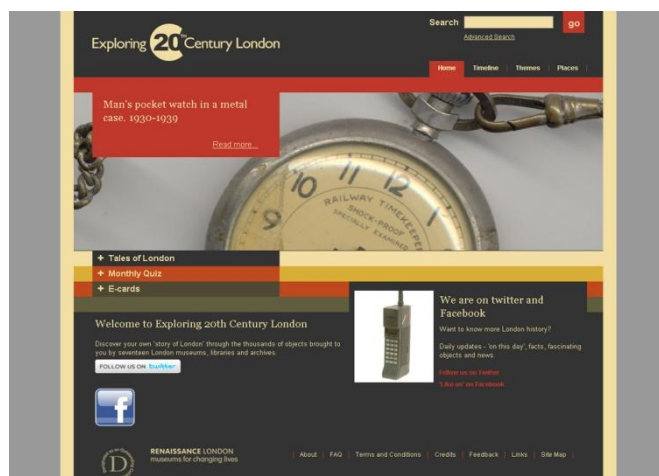 Search
go
Advanced Search
Exploring 20th Century London
Home | Timeline | Themes | Places |
Man's pocket watch in a metal
case. 1930-1939
Read more...
10 11 12 1
9
RAILWAY TIMEKEEPER
SHOCK-PROOF
SPECIALLY EXAMINED
+ Tales of London
+ Monthly Quiz
+ E-cards
Welcome to Exploring 20th Century London
Discover your own 'story of London' through the thousands of objects brought to
you by seventeen London museums, libraries and archives.
FOLLOW US ON twitter
f
We are on twitter and
Facebook
Want to know more London history?
Daily updates - 'on this day', facts, fascinating
objects and news
Follow us on Twitter
'Like us' on Facebook
D
RENAISSANCE LONDON
museums for changing lives
| About | FAQ | Terms and Conditions | Credits | Feedback | Links | Site Map |